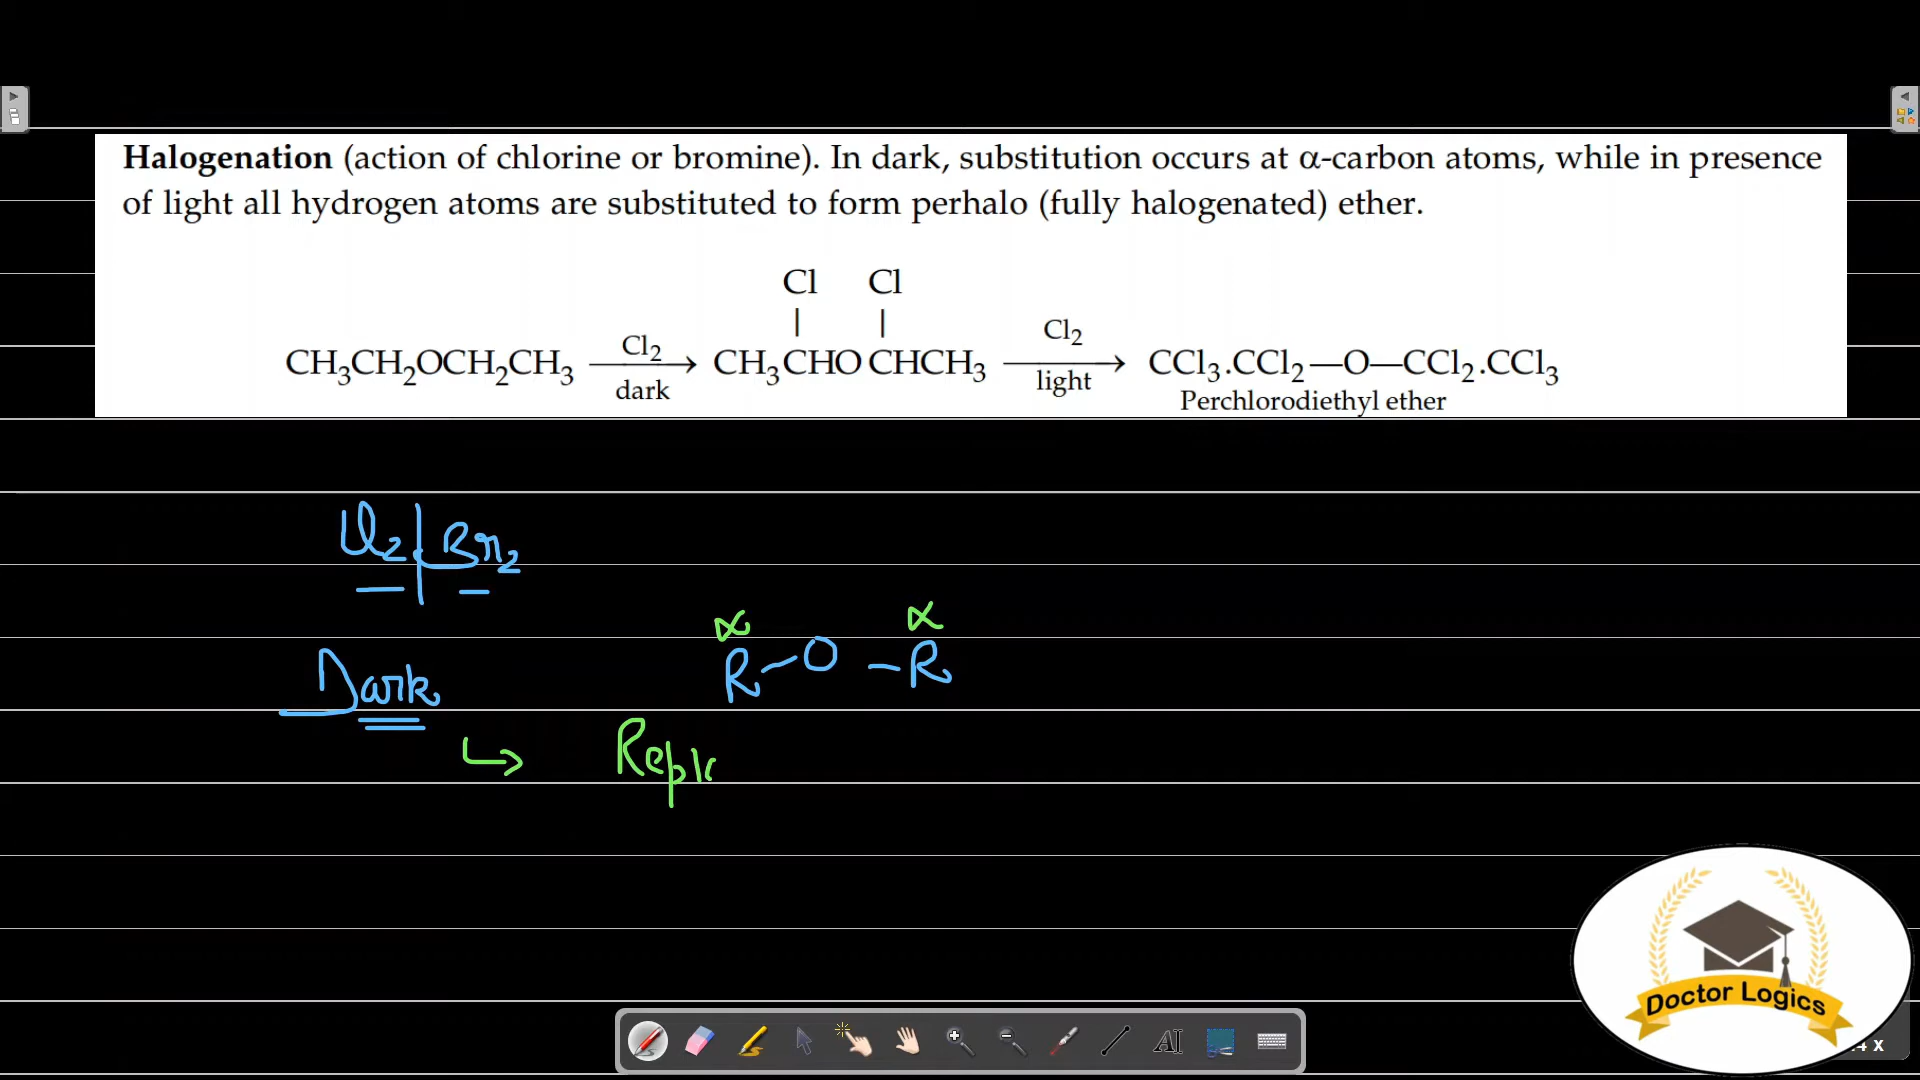 Halogenation (action of chlorine or bromine). In dark, substitution occurs at α-carbon atoms, while in presence
of light all hydrogen atoms are substituted to form perhalo (fully halogenated) ether.
Cl Cl
| |
CH₃CH₂OCH₂CH₃ Cl₂ dark → CH₃CHO CHCH₃ Cl₂ light → CCl₃.CCl₂—O—CCl₂.CCl₃
Perchlorodiethyl ether
Cl₂ | Br₂
α α
R-O-R
Dark
↳ Repla
Doctor Logics
X